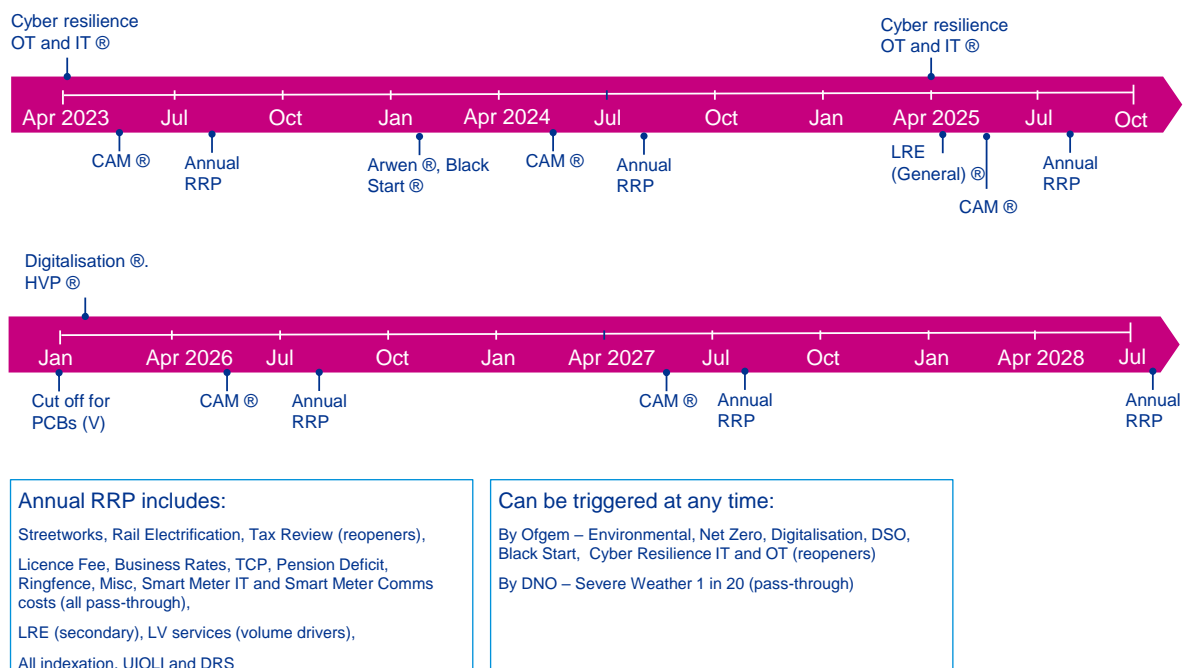 Cyber resilience
OT and IT ®
Cyber resilience
OT and IT ®
Apr 2023 Jul Oct Jan Apr 2024 Jul Oct Jan Apr 2025 Jul Oct
CAM ®
Annual
RRP
Arwen ®, Black
Start ®
CAM ®
Annual
RRP
LRE
(General) ®
CAM ®
Annual
RRP
Digitalisation ®.
HVP ®
Jan Apr 2026 Jul Oct Jan Apr 2027 Jul Oct Jan Apr 2028 Jul
Cut off for
PCBs (V)
CAM ®
Annual
RRP
CAM ®
Annual
RRP
Annual
RRP
Annual RRP includes:
Streetworks, Rail Electrification, Tax Review (reopeners),
Licence Fee, Business Rates, TCP, Pension Deficit,
Ringfence, Misc, Smart Meter IT and Smart Meter Comms
costs (all pass-through),
LRE (secondary), LV services (volume drivers),
All indexation, UIOLI and DRS
Can be triggered at any time:
By Ofgem – Environmental, Net Zero, Digitalisation, DSO,
Black Start, Cyber Resilience IT and OT (reopeners)
By DNO – Severe Weather 1 in 20 (pass-through)